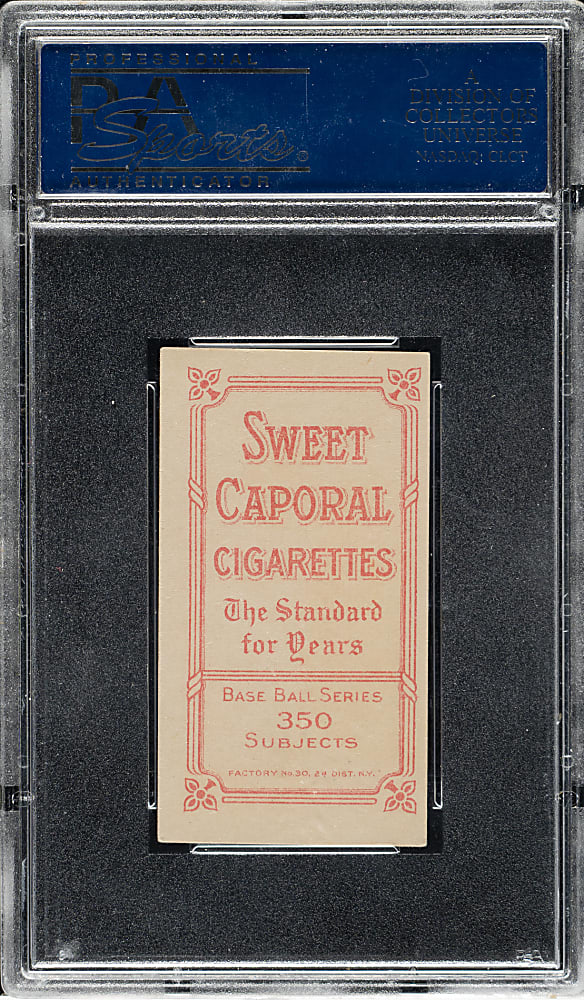 PROFESSIONAL
PSA
Sports®
AUTHENTICATOR
A
DIVISION OF
COLLECTORS
UNIVERSE
NASDAQ: CLCT
SWEET
CAPORAL
CIGARETTES
The Standard
for Years
BASE BALL SERIES
350
SUBJECTS
FACTORY No. 30, 2d DIST. N.Y.
PSA